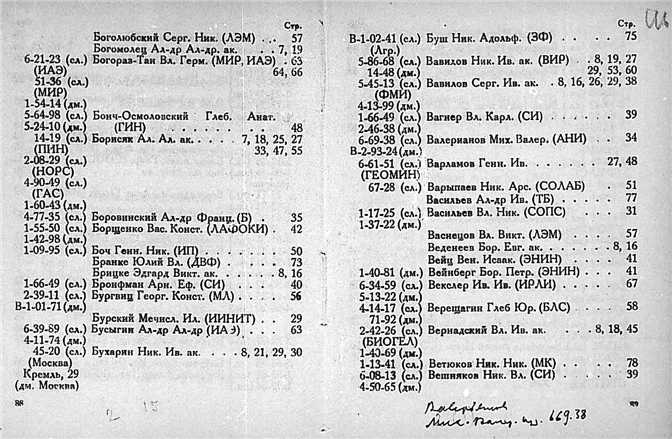 Стр.
Боголюбский Серг. Ник. (ЛЭМ) . . 57
Богомолец Ал-др Ал-др. ак. . . . 7, 19
6-21-23 (сл.) Богораз-Тан Вл. Герм. (МИР, ИАЭ) . 63
(ИАЭ) 64, 66
51-36 (сл.)
(МИР)
1-54-14 (дм.)
5-64-98 (сл.) Бонч-Осмоловский Глеб. Анат.
5-24-10 (дм.) (ГИН) . . . . . . . . . . 48
14-19 (сл.) Борисяк Ал. Ал. ак. . . . . 7, 18, 25, 27
(ПИН) 33, 47, 55
2-08-29 (сл.)
(НОРС)
4-90-49 (сл.)
(ГАС)
1-60-43 (дм.)
4-77-35 (сл.) Боровинский Ал-др Франц. (Б) . . 35
1-55-50 (сл.) Борщенко Вас. Конст. (ЛАФОКИ) . 42
1-42-98 (дм.)
1-09-95 (сл.) Боч Генн. Ник. (ИП) . . . . . 50
Бранке Юлий Вл. (ДВФ) . . . . 73
Брицке Эдгард Викт. ак. . . . . 8, 16
1-66-49 (сл.) Бронфман Арн. Еф. (СИ) . . . . 40
2-39-11 (сл.) Бургвиц Георг. Конст. (МЛ) . . . 56
В-1-01-71 (дм.)
Бурский Мечисл. Ил. (ИИНИТ) . . 29
6-39-89 (сл.) Бусыгин Ал-др Ал-др (ИАЭ) . . . 63
4-11-74 (дм.)
45-20 (сл.) Бухарин Ник. Ив. ак. . . . 8, 21, 29, 30
(Москва)
Кремль, 29
(дм. Москва)
88
2 15
Стр.
В-1-02-41 (сл.) Буш Ник. Адольф. (ЗФ) . . . . 75
(Лгр.)
5-86-68 (сл.) Вавилов Ник. Ив. ак. (ВИР) . . 8, 19, 27
14-48 (дм.) 29, 53, 60
5-45-13 (сл.) Вавилов Серг. Ив. ак. . . 8, 16, 26, 29, 38
(ФМИ)
4-13-99 (дм.)
1-66-49 (сл.) Вагнер Вл. Карл. (СИ) . . . . 39
2-46-38 (дм.)
6-69-38 (сл.) Валерианов Мих. Валер. (АНИ) . . 34
В-2-93-24 (дм.)
6-61-51 (сл.) Варламов Генн. Ив. . . . . . 27, 48
(ГЕОМИН)
67-28 (сл.) Варыпаев Ник. Арс. (СОЛАБ) . . 51
Васильев Ал-др Ив. (ТБ) . . . . 77
1-17-25 (сл.) Васильев Вл. Ник. (СОПС) . . . 31
1-37-22 (дм.)
Васнецов Вл. Викт. (ЛЭМ) . . . . 57
Веденеев Бор. Евг. ак. . . . . . 8, 16
Вейц Вен. Исаак. (ЭНИН) . . . . 41
1-40-81 (дм.) Вейнберг Бор. Петр. (ЭНИН) . . . 41
6-34-59 (сл.) Векслер Ив. Ив. (ИРЛИ) . . . . 67
5-13-22 (дм.)
4-14-17 (сл.) Верещагин Глеб Юр. (БЛС) . . . 58
71-92 (дм.)
2-42-26 (сл.) Вернадский Вл. Ив. ак. . . . 8, 18, 45
(БИОГЕЛ)
1-40-69 (дм.)
1-13-41 (сл.) Ветюков Ник. Ник. (МК) . . . . 78
6-08-13 (сл.) Вешняков Ник. Вл. (СИ) . . . . 39
4-50-65 (дм.)
89
669.38